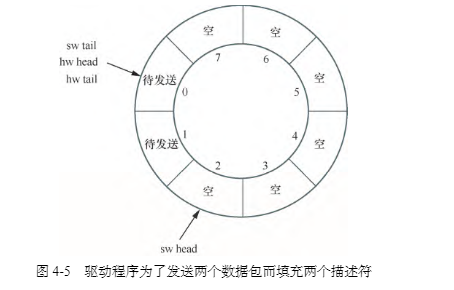 空
空
sw tail
hw head
hw tail
7
6
待发送
空
0
5
待发送
1
4
空
2
3
空
空
sw head
图 4-5 驱动程序为了发送两个数据包而填充两个描述符